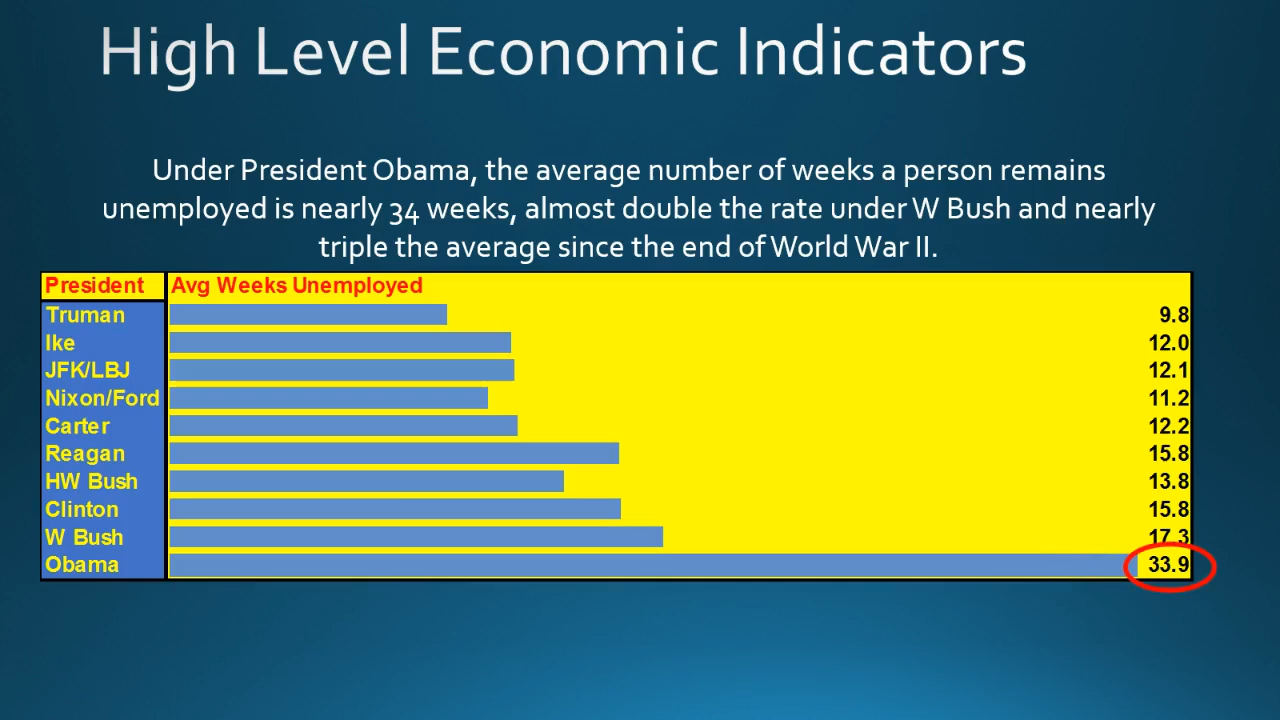 High Level Economic Indicators
Under President Obama, the average number of weeks a person remains
unemployed is nearly 34 weeks, almost double the rate under W Bush and nearly
triple the average since the end of World War II.
President Avg Weeks Unemployed
Truman 9.8
Ike 12.0
JFK/LBJ 12.1
Nixon/Ford 11.2
Carter 12.2
Reagan 15.8
HW Bush 13.8
Clinton 15.8
W Bush 17.3
Obama 33.9